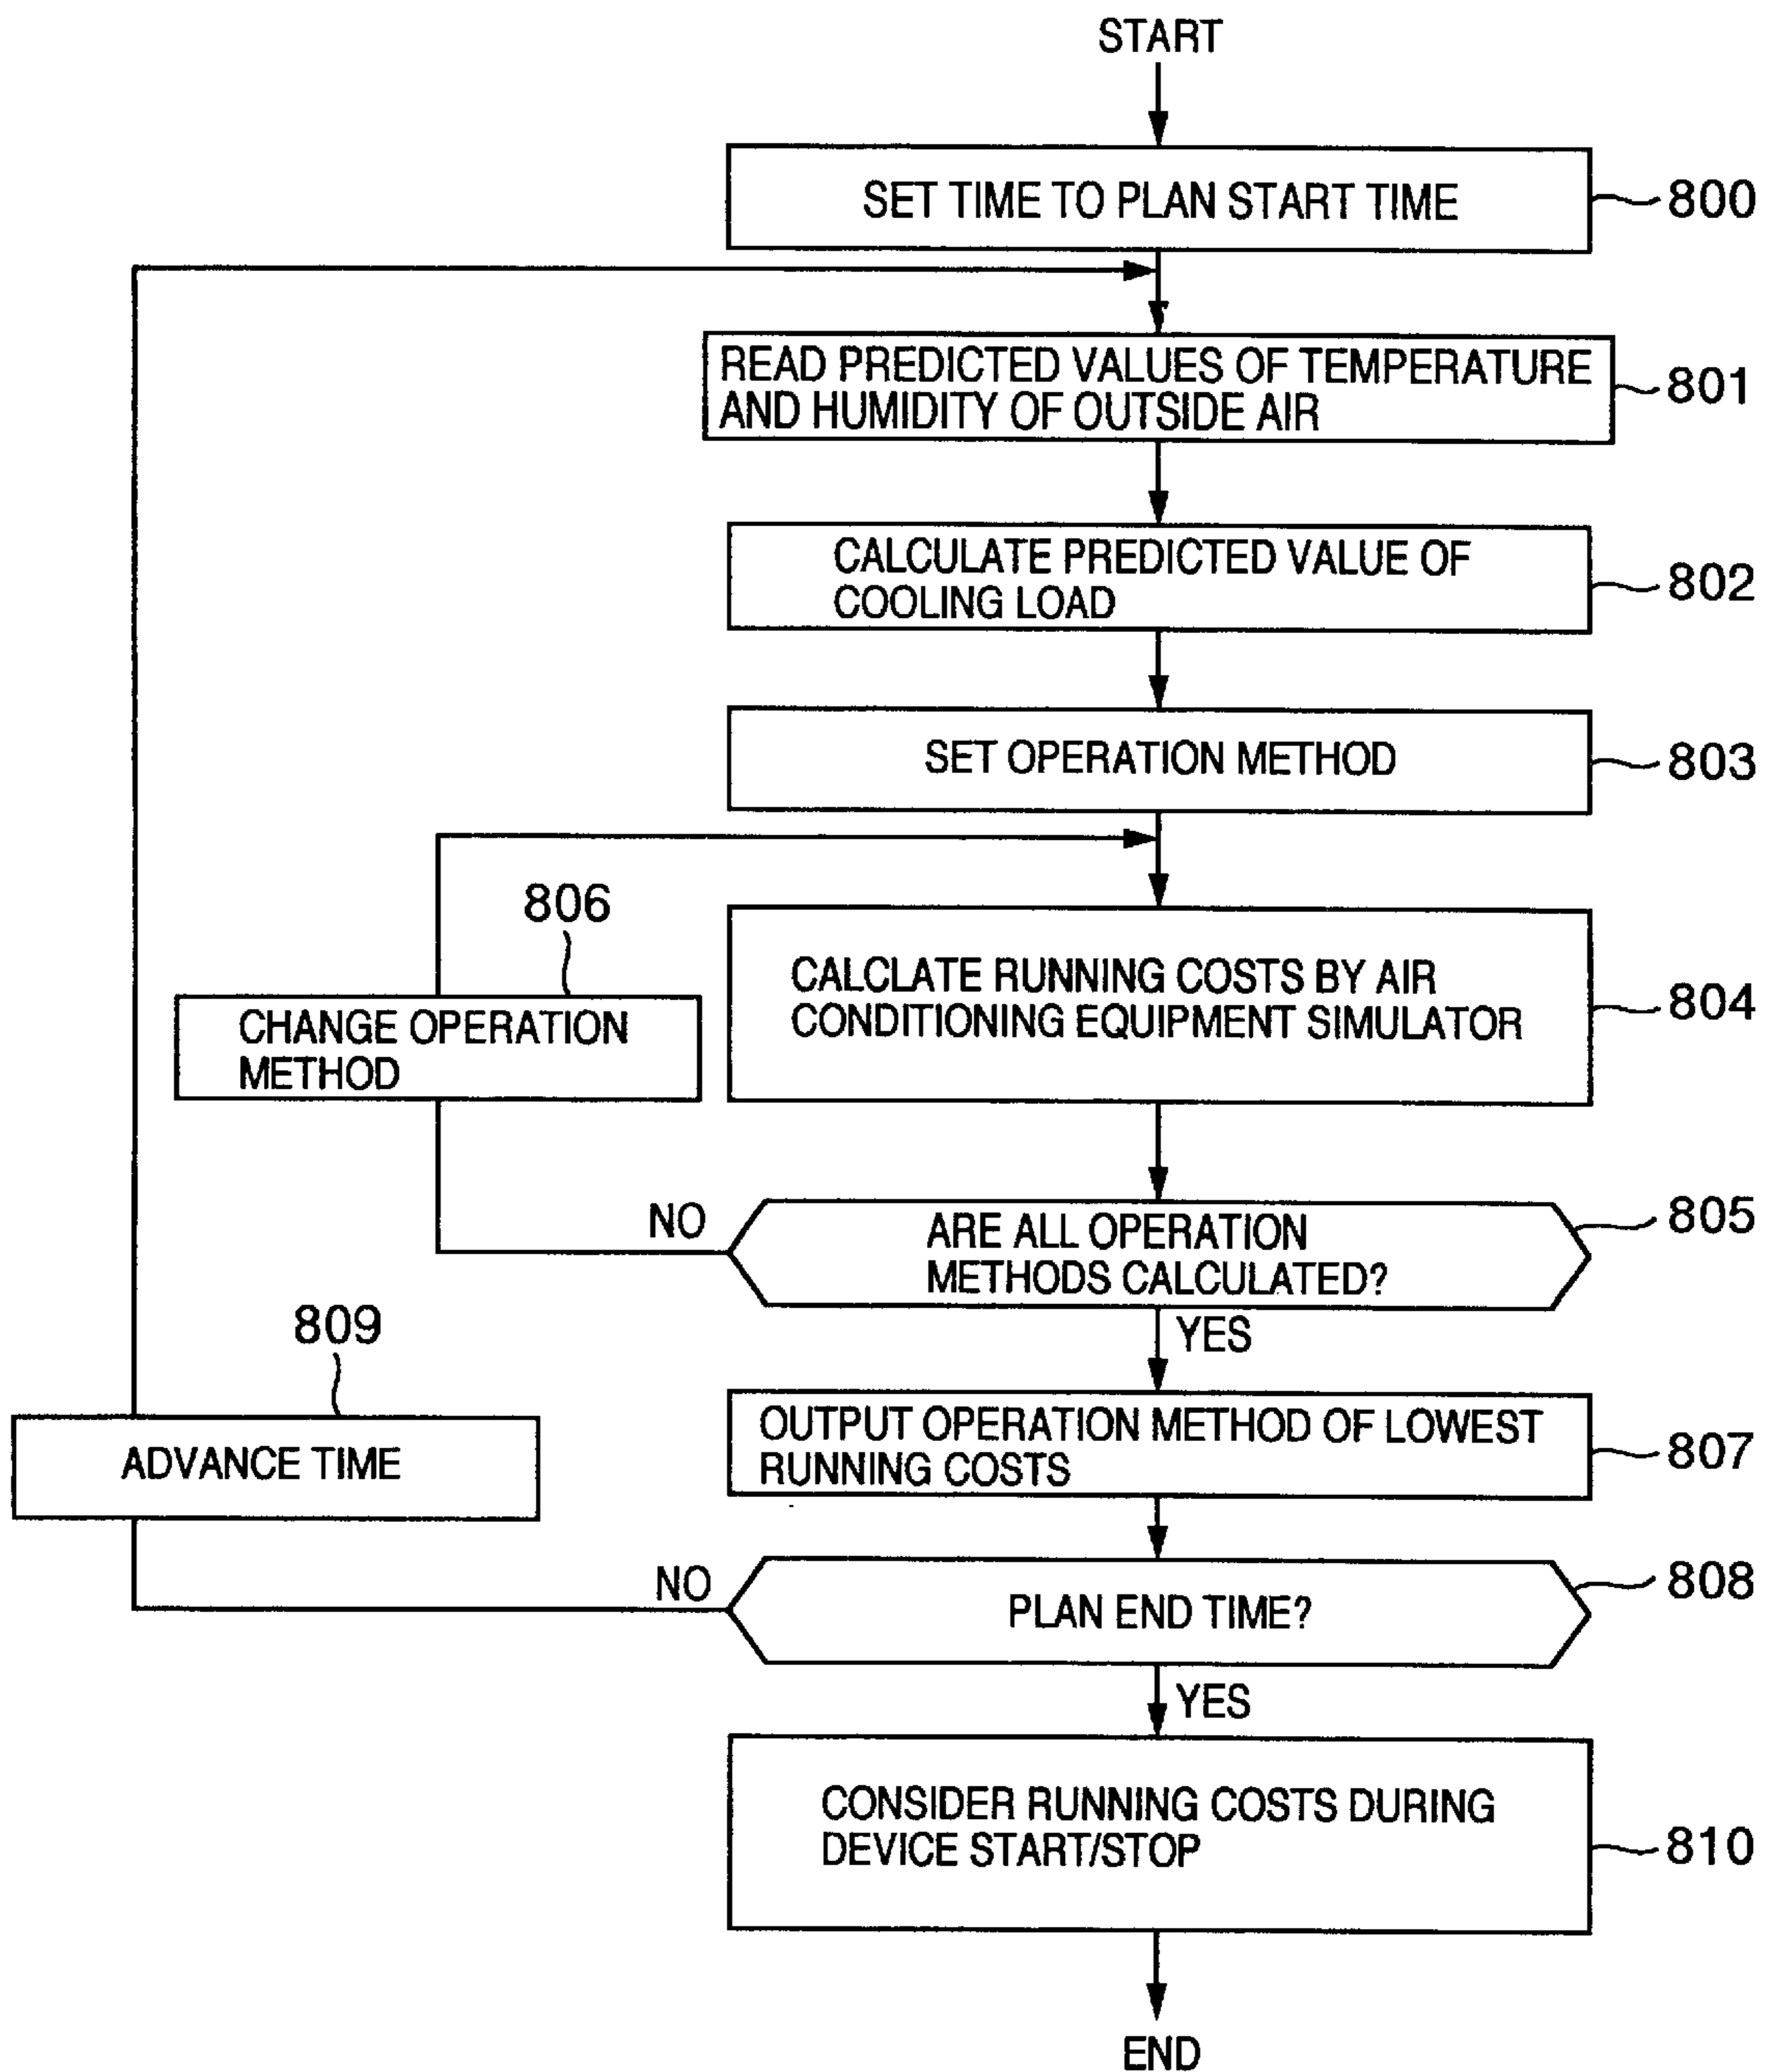 START
SET TIME TO PLAN START TIME
800
READ PREDICTED VALUES OF TEMPERATURE
AND HUMIDITY OF OUTSIDE AIR
801
CALCULATE PREDICTED VALUE OF
COOLING LOAD
802
SET OPERATION METHOD
803
806
CHANGE OPERATION
METHOD
CALCLATE RUNNING COSTS BY AIR
CONDITIONING EQUIPMENT SIMULATOR
804
NO
ARE ALL OPERATION
METHODS CALCULATED?
805
YES
809
ADVANCE TIME
OUTPUT OPERATION METHOD OF LOWEST
RUNNING COSTS
807
NO
PLAN END TIME?
808
YES
CONSIDER RUNNING COSTS DURING
DEVICE START/STOP
810
END